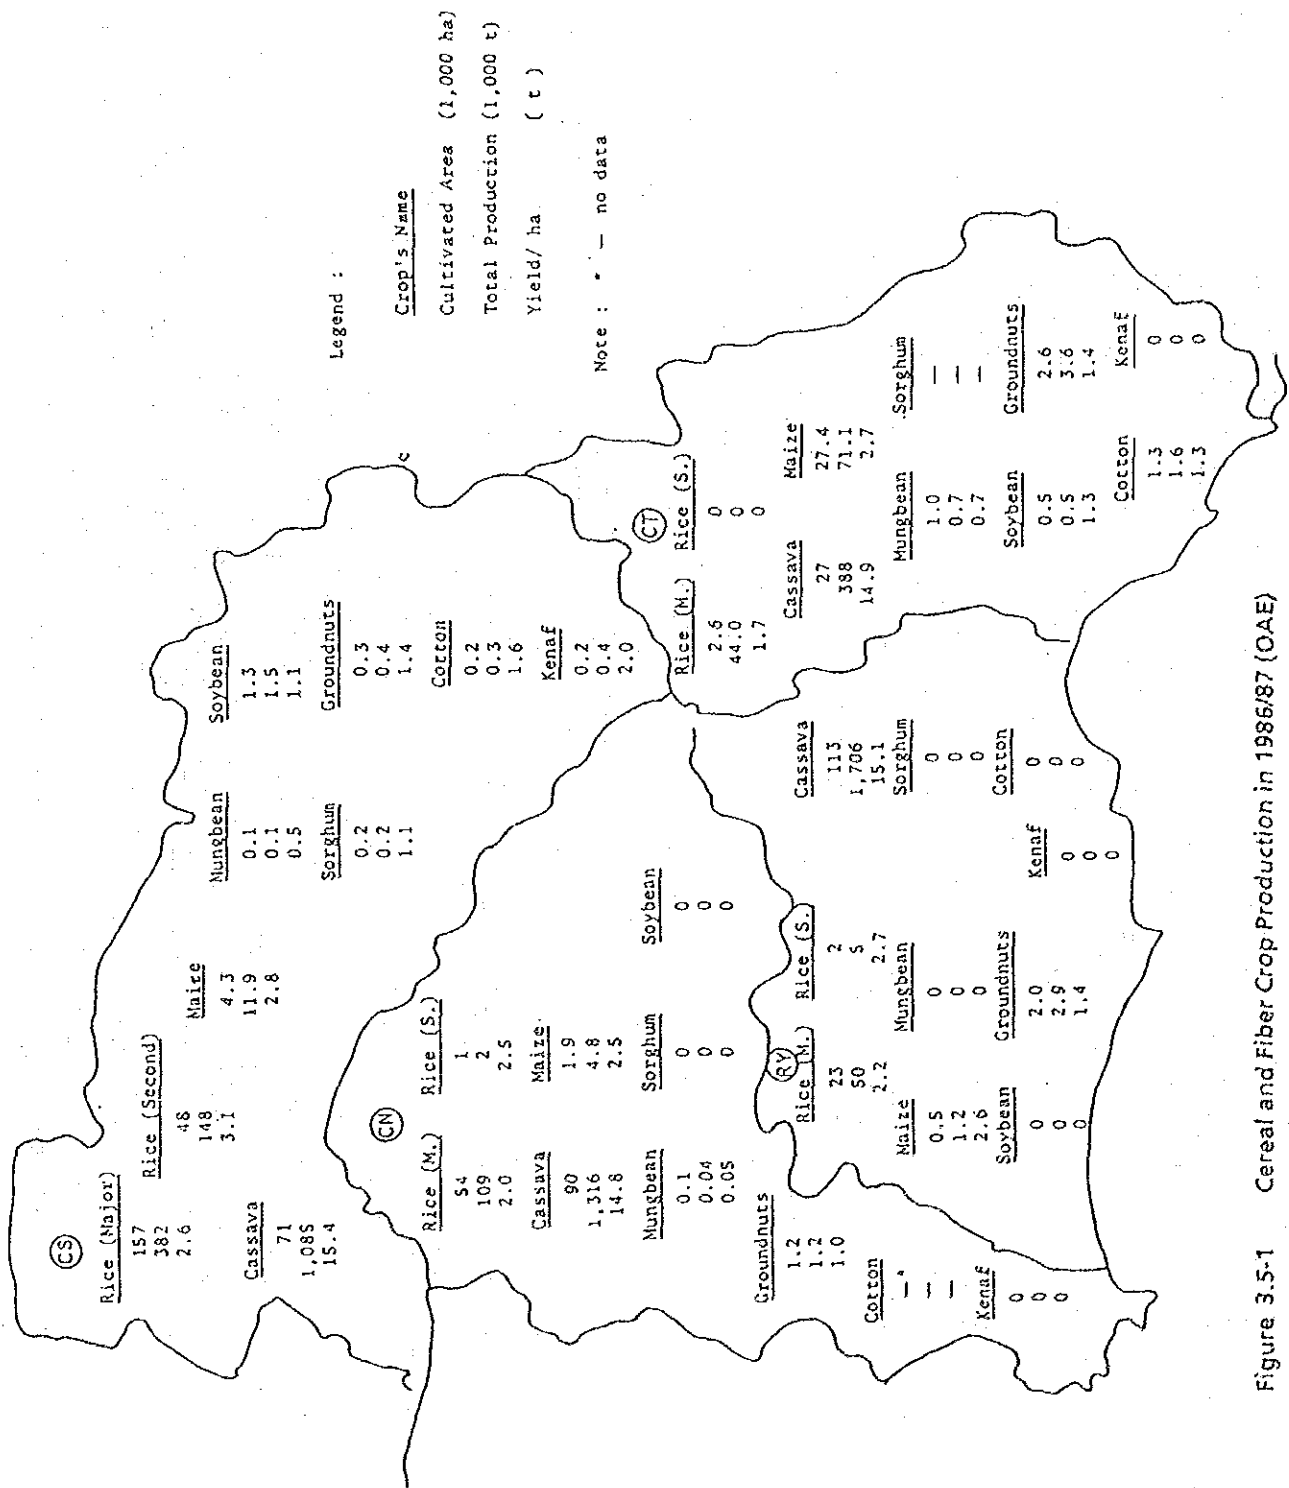 CS
Rice (Major)
157
382
2.6
Rice (Second)
48
148
3.1
Cassava
71
1,085
15.4
Maize
4.3
11.9
2.8
Mungbean
0.1
0.1
0.5
Soybean
1.3
1.5
1.1
Sorghum
0.2
0.2
1.1
Groundnuts
0.3
0.4
1.4
Cotton
0.2
0.3
1.6
Kenaf
0.2
0.4
2.0
Legend :
Crop's Name
Cultivated Area (1,000 ha)
Total Production (1,000 t)
Yield/ ha ( t )
Note : " — no data
CN
Rice (M.)
54
109
2.0
Rice (S.)
1
2
2.5
Cassava
90
1,316
14.8
Maize
1.9
4.8
2.5
Mungbean
0.1
0.04
0.05
Sorghum
0
0
0
Soybean
0
0
0
Groundnuts
1.2
1.2
1.0
Cotton
—
—
—
Kenaf
0
0
0
RY
Rice (M.)
23
50
2.2
Rice (S.)
2
5
2.7
Cassava
113
1,706
15.1
Maize
0.5
1.2
2.6
Mungbean
0
0
0
Sorghum
0
0
0
Soybean
0
0
0
Groundnuts
2.0
2.9
1.4
Kenaf
0
0
0
Cotton
0
0
0
CT
Rice (M.)
2.6
44.0
1.7
Rice (S.)
0
0
0
Cassava
27
388
14.9
Maize
27.4
71.1
2.7
Mungbean
1.0
0.7
0.7
Sorghum
—
—
—
Soybean
0.5
0.5
1.3
Groundnuts
2.6
3.6
1.4
Cotton
1.3
1.6
1.3
Kenaf
0
0
0
Figure 3.5-1 Cereal and Fiber Crop Production in 1986/87 (OAE)